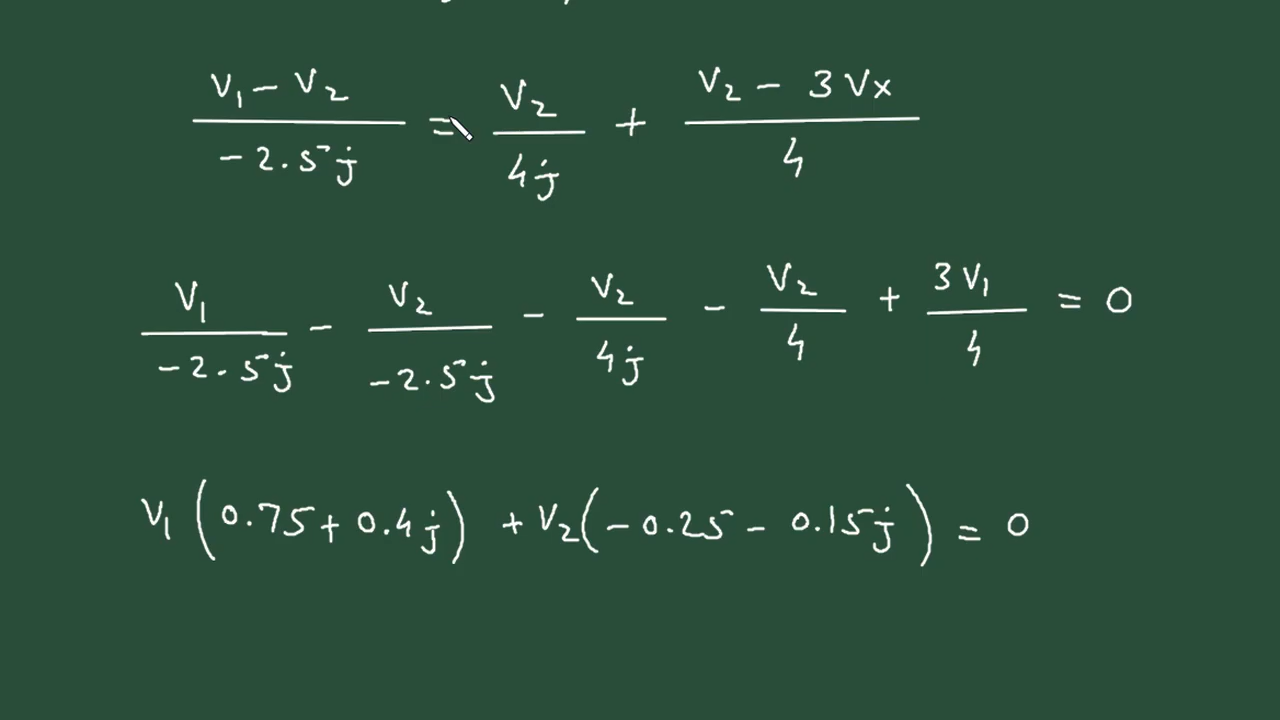 V₁ - V₂ / -2.5j = V₂ / 4j + V₂ - 3Vx / 4
V₁ / -2.5j - V₂ / -2.5j - V₂ / 4j - V₂ / 4 + 3V₁ / 4 = 0
V₁ (0.75 + 0.4j) + V₂ (-0.25 - 0.15j) = 0